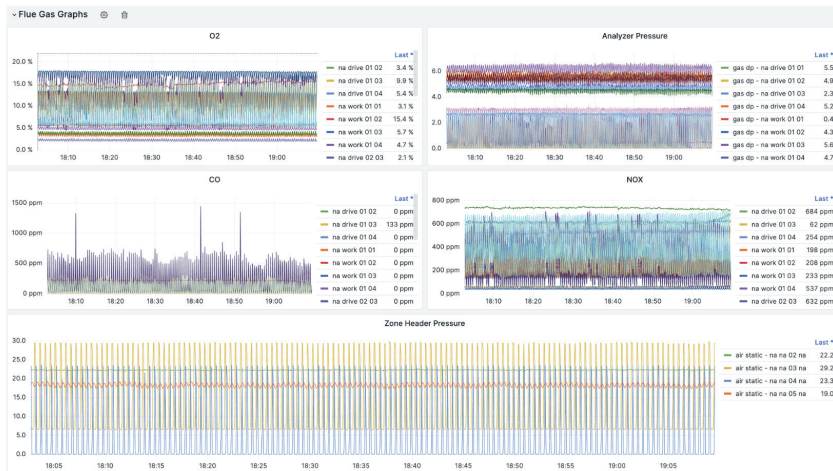 Flue Gas Graphs
O2
Last *
20.0 %
15.0 %
10.0 %
5.0 %
0.0 %
18:10 18:20 18:30 18:40 18:50 19:00
na drive 01 02 3.4 %
na drive 01 03 9.9 %
na drive 01 04 5.4 %
na work 01 01 3.1 %
na work 01 02 15.4 %
na work 01 03 5.7 %
na work 01 04 4.7 %
na drive 02 03 2.1 %
Analyzer Pressure
Last *
6.0
4.0
2.0
0.0
18:10 18:20 18:30 18:40 18:50 19:00
gas dp - na drive 01 01 5.5
gas dp - na drive 01 02 4.9
gas dp - na drive 01 03 2.3
gas dp - na drive 01 04 5.2
gas dp - na work 01 01 0.4
gas dp - na work 01 02 4.3
gas dp - na work 01 03 5.6
gas dp - na work 01 04 4.7
CO
Last *
1500 ppm
1000 ppm
500 ppm
0 ppm
18:10 18:20 18:30 18:40 18:50 19:00
na drive 01 02 0 ppm
na drive 01 03 133 ppm
na drive 01 04 0 ppm
na work 01 01 0 ppm
na work 01 02 0 ppm
na work 01 03 0 ppm
na work 01 04 0 ppm
na drive 02 03 0 ppm
NOX
Last *
800 ppm
600 ppm
400 ppm
200 ppm
0 ppm
18:10 18:20 18:30 18:40 18:50 19:00
na drive 01 02 684 ppm
na drive 01 03 62 ppm
na drive 01 04 254 ppm
na work 01 01 198 ppm
na work 01 02 208 ppm
na work 01 03 233 ppm
na work 01 04 537 ppm
na drive 02 03 632 ppm
Zone Header Pressure
Last *
30.0
25.0
20.0
15.0
10.0
5.0
0.0
18:05 18:10 18:15 18:20 18:25 18:30 18:35 18:40 18:45 18:50 18:55 19:00 19:05
air static - na na 02 na 22.2
air static - na na 03 na 29.2
air static - na na 04 na 23.3
air static - na na 05 na 19.0